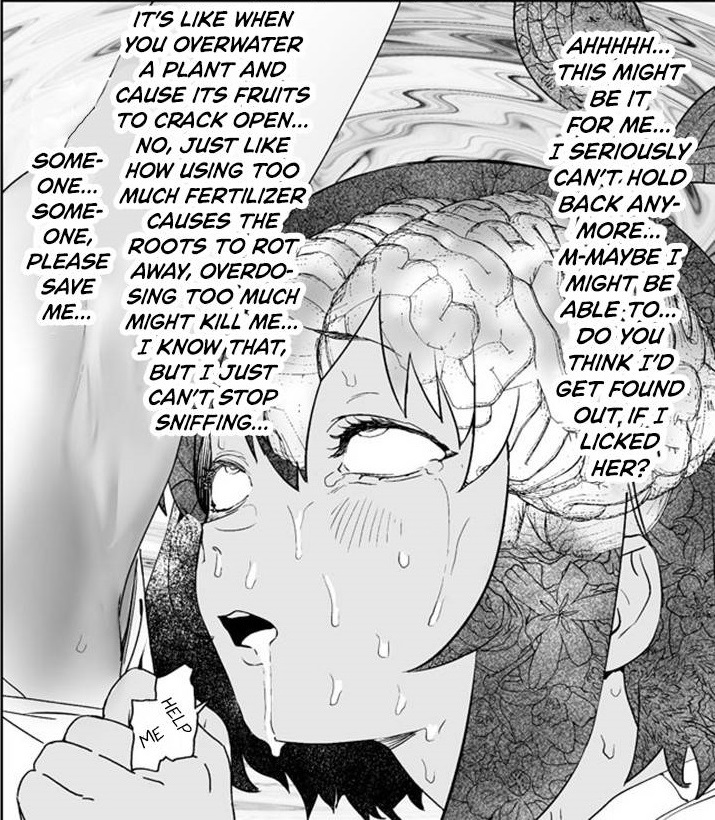 AHHHHH...
THIS MIGHT
BE IT
FOR ME...
I SERIOUSLY
CAN'T HOLD
BACK ANY-
MORE...
M-MAYBE I
MIGHT BE
ABLE TO...
DO YOU
THINK I'D
GET FOUND
OUT IF I
LICKED
HER?
IT'S LIKE WHEN
YOU OVERWATER
A PLANT AND
CAUSE ITS FRUITS
TO CRACK OPEN...
NO, JUST LIKE
HOW USING TOO
MUCH FERTILIZER
CAUSES THE
ROOTS TO ROT
AWAY, OVERDO-
SING TOO MUCH
MIGHT KILL ME...
I KNOW THAT,
BUT I JUST
CAN'T STOP
SNIFFING...
SOME-
ONE...
SOME-
ONE,
PLEASE
SAVE
ME...
HELP
ME